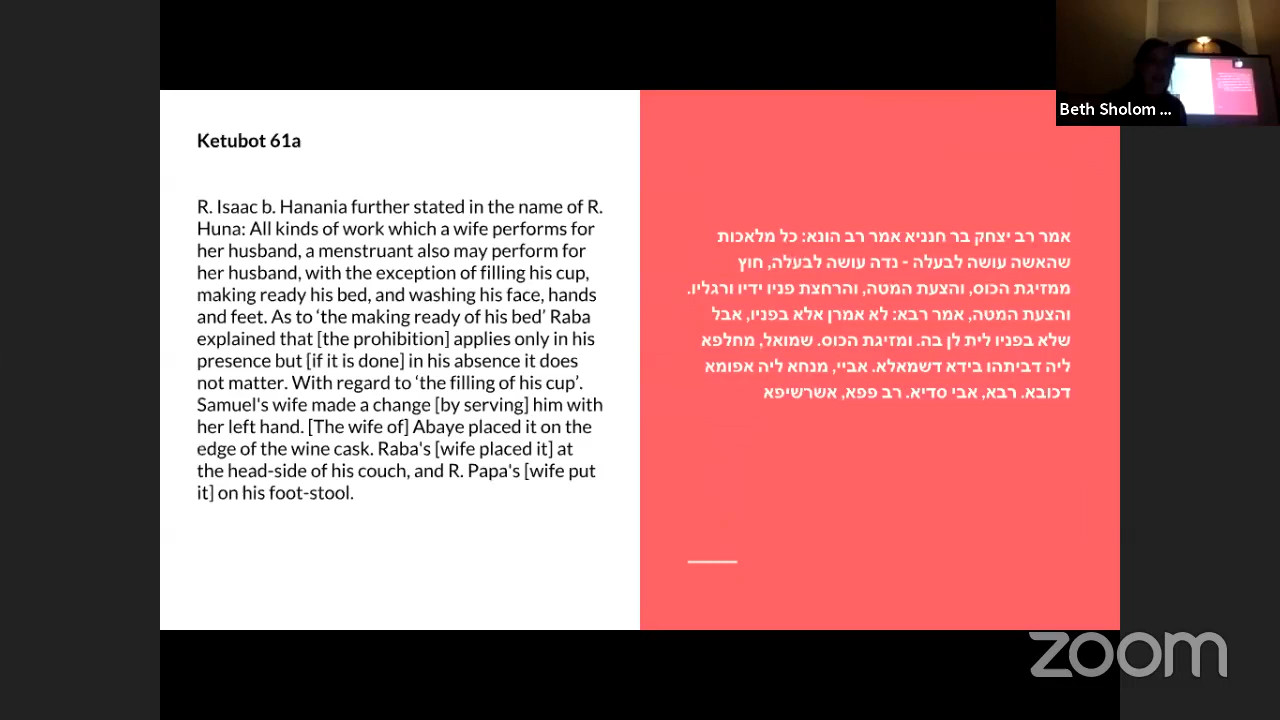 Ketubot 61a
R. Isaac b. Hanania further stated in the name of R.
Huna: All kinds of work which a wife performs for
her husband, a menstruant also may perform for
her husband, with the exception of filling his cup,
making ready his bed, and washing his face, hands
and feet. As to ‘the making ready of his bed’ Raba
explained that [the prohibition] applies only in his
presence but [if it is done] in his absence it does
not matter. With regard to ‘the filling of his cup’.
Samuel's wife made a change [by serving] him with
her left hand. [The wife of] Abaye placed it on the
edge of the wine cask. Raba's [wife placed it] at
the head-side of his couch, and R. Papa's [wife put
it] on his foot-stool.
אמר רב יצחק בר חנניא אמר רב הונא: כל מלאכות
שהאשה עושה לבעלה - נדה עושה לבעלה, חוץ
ממזיגת הכוס, והצעת המטה, והרחצת פניו ידיו ורגליו.
והצעת המטה, אמר רבא: לא אמרן אלא בפניו, אבל
שלא בפניו לית לן בה. ומזיגת הכוס. שמואל, מחלפא
ליה דביתהו בידא דשמאלא. אביי, מנחא ליה אפומא
דכובא. רבא, אבי סדיא. רב פפא, אשרשיפא
Beth Sholom ...
zoom